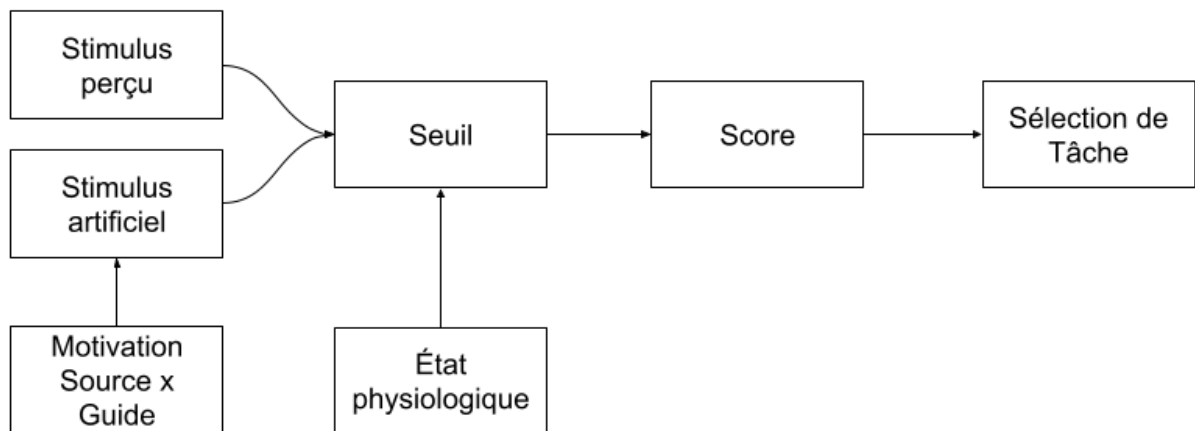 Stimulus
perçu
Stimulus
artificiel
Motivation
Source x
Guide
Seuil
État
physiologique
Score
Sélection de
Tâche